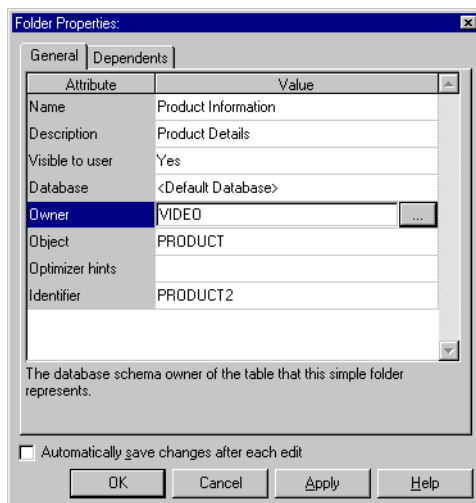 Folder Properties:
General Dependents
Attribute Value
Name Product Information
Description Product Details
Visible to user Yes
Database <Default Database>
Owner VIDEO ...
Object PRODUCT
Optimizer hints
Identifier PRODUCT2
The database schema owner of the table that this simple folder
represents.
Automatically save changes after each edit
OK Cancel Apply Help